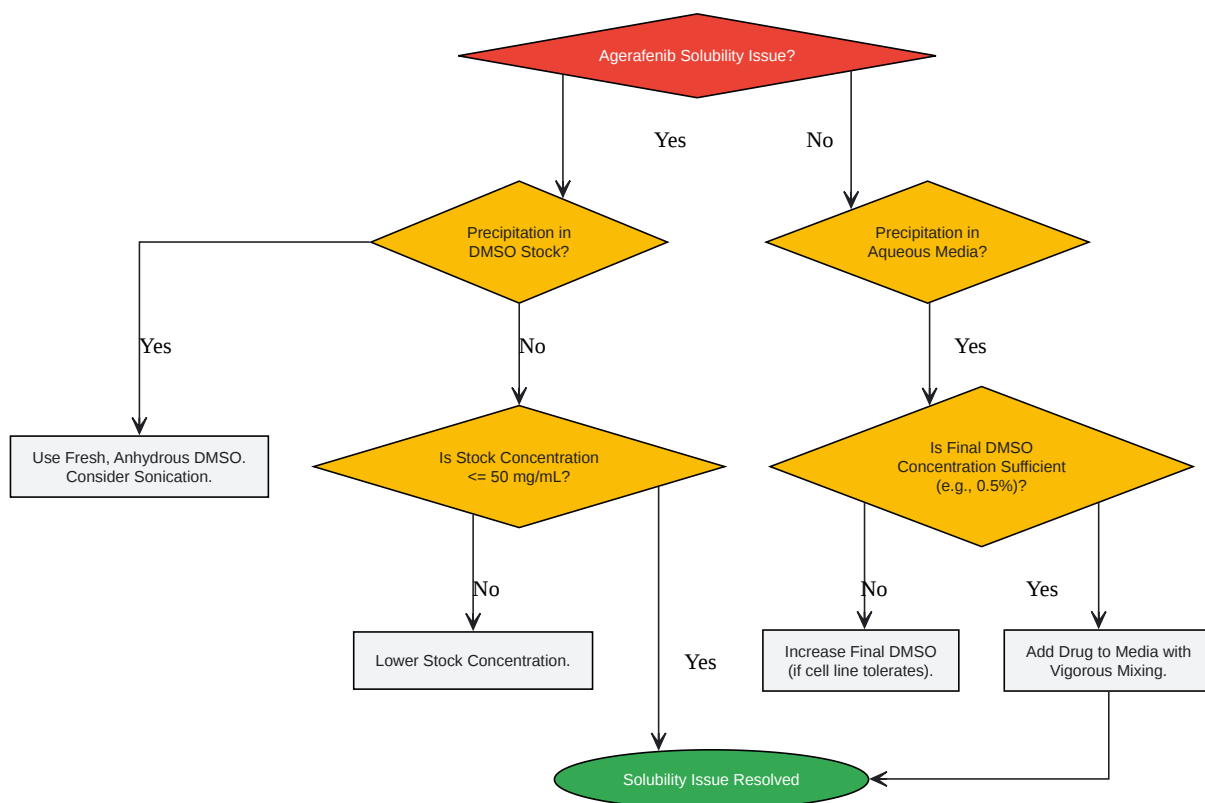 Agerafenib Solubility Issue?
Yes
No
Precipitation in
DMSO Stock?
Precipitation in
Aqueous Media?
Yes
No
Yes
Use Fresh, Anhydrous DMSO.
Consider Sonication.
Is Stock Concentration
<= 50 mg/mL?
Is Final DMSO
Concentration Sufficient
(e.g., 0.5%)?
No
No
Yes
Lower Stock Concentration.
Yes
Increase Final DMSO
(if cell line tolerates).
Add Drug to Media with
Vigorous Mixing.
Solubility Issue Resolved